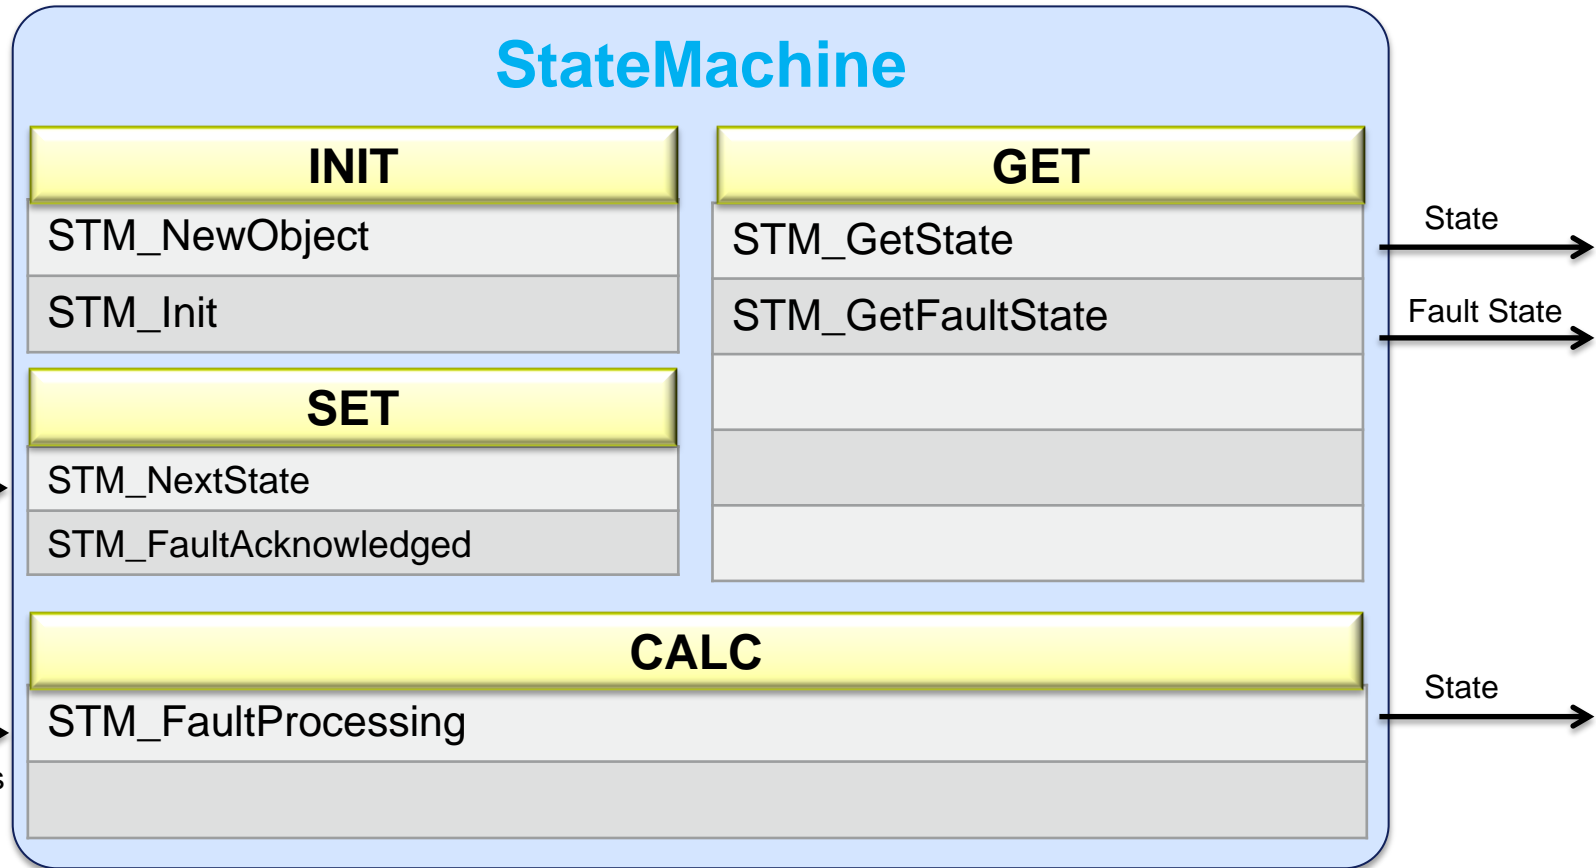 StateMachine
INIT
STM_NewObject
STM_Init
SET
STM_NextState
STM_FaultAcknowledged
GET
STM_GetState
STM_GetFaultState
State
Fault State
CALC
STM_FaultProcessing
State